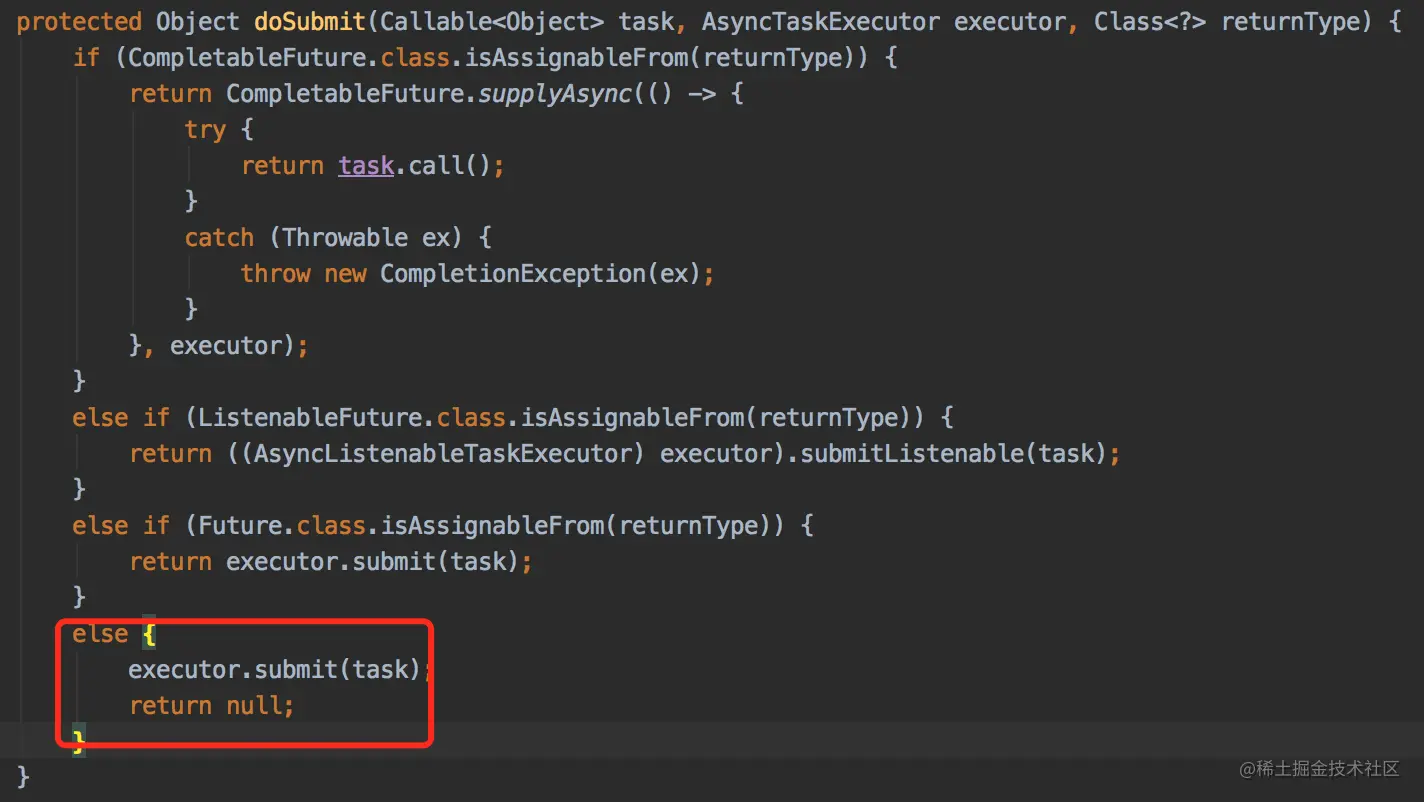 protected Object doSubmit(Callable<Object> task, AsyncTaskExecutor executor, Class<?> returnType) {
    if (CompletableFuture.class.isAssignableFrom(returnType)) {
        return CompletableFuture.supplyAsync(() -> {
            try {
                return task.call();
            }
            catch (Throwable ex) {
                throw new CompletionException(ex);
            }
        }, executor);
    }
    else if (ListenableFuture.class.isAssignableFrom(returnType)) {
        return ((AsyncListenableTaskExecutor) executor).submitListenable(task);
    }
    else if (Future.class.isAssignableFrom(returnType)) {
        return executor.submit(task);
    }
    else {
        executor.submit(task);
        return null;
    }
}
@稀土掘金技术社区